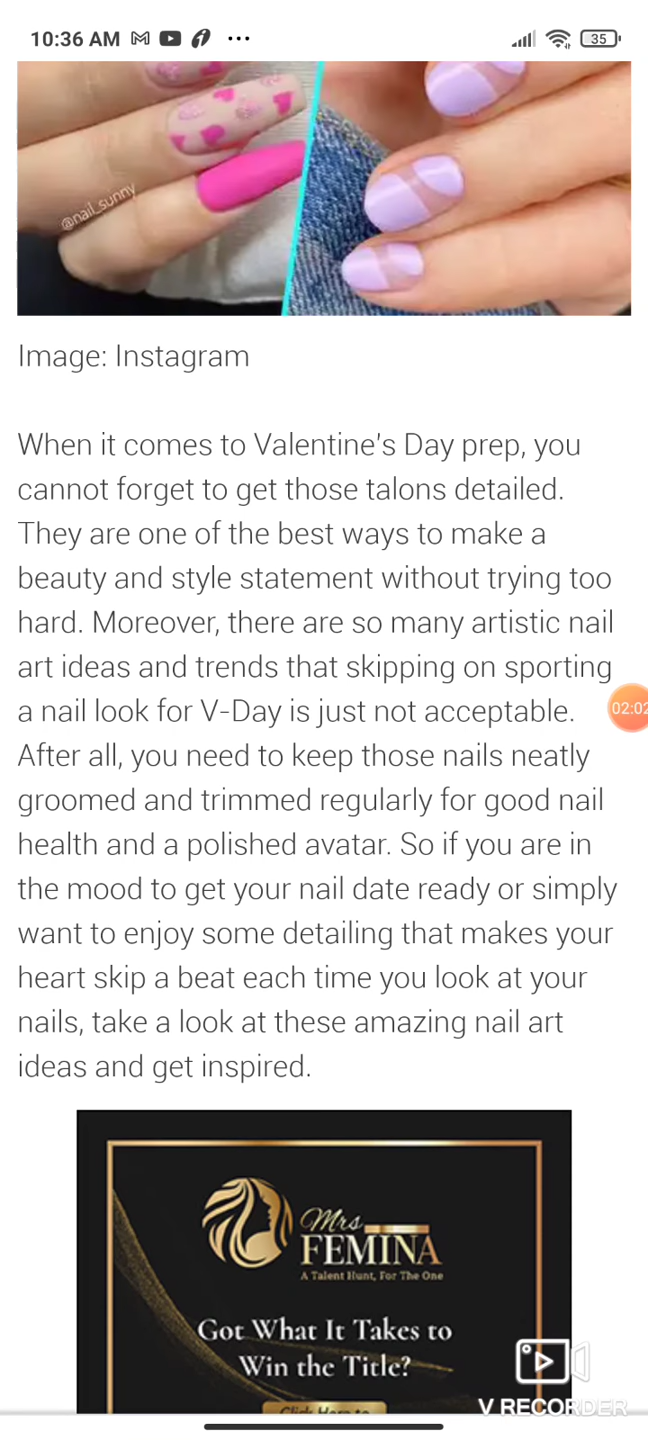 10:36 AM
35
@nail_sunny
Image: Instagram
When it comes to Valentine's Day prep, you
cannot forget to get those talons detailed.
They are one of the best ways to make a
beauty and style statement without trying too
hard. Moreover, there are so many artistic nail
art ideas and trends that skipping on sporting
a nail look for V-Day is just not acceptable.
02:02
After all, you need to keep those nails neatly
groomed and trimmed regularly for good nail
health and a polished avatar. So if you are in
the mood to get your nail date ready or simply
want to enjoy some detailing that makes your
heart skip a beat each time you look at your
nails, take a look at these amazing nail art
ideas and get inspired.
Mrs
FEMINA
A Talent Hunt, For The One
Got What It Takes to
Win the Title?
Click Here to
V RECORDER